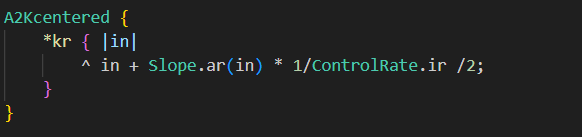 A2Kcentered {
*kr { |in|
^ in + Slope.ar(in) * 1/ControlRate.ir /2;
}
}